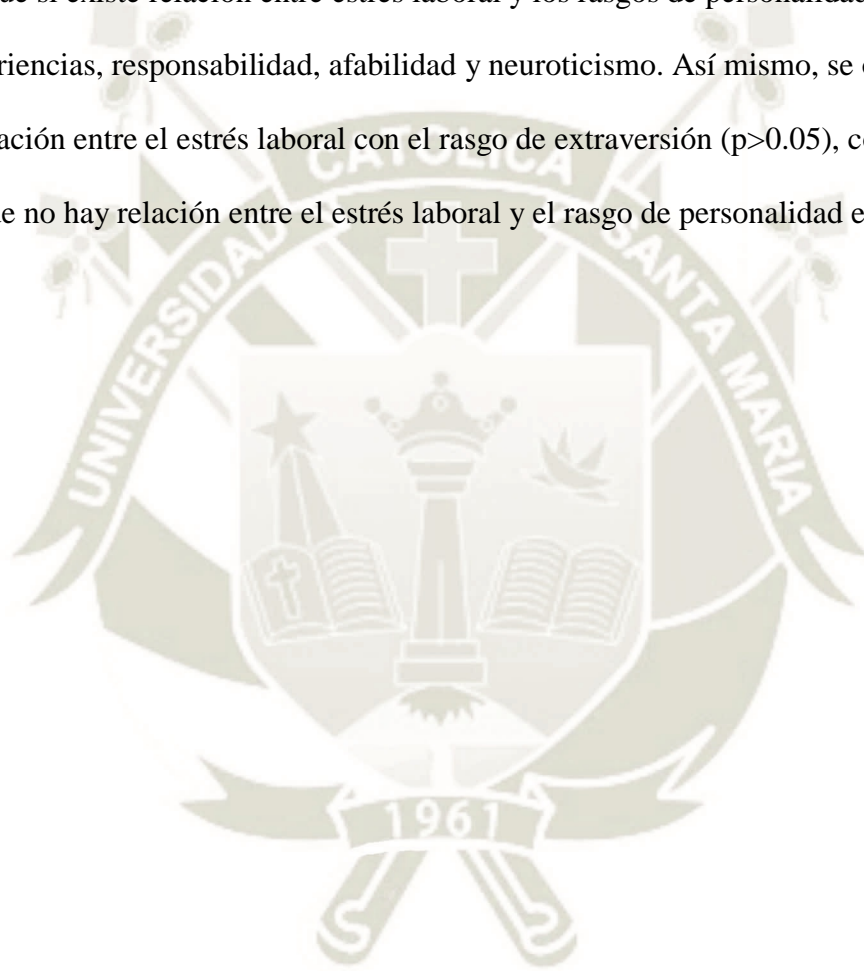 que si existe relación entre estrés laboral y los rasgos de personalidad
riencias, responsabilidad, afabilidad y neuroticismo. Así mismo, se
ación entre el estrés laboral con el rasgo de extraversión (p>0.05),
e no hay relación entre el estrés laboral y el rasgo de personalidad
UNIVERSIDAD CATOLICA SANTA MARIA
1961